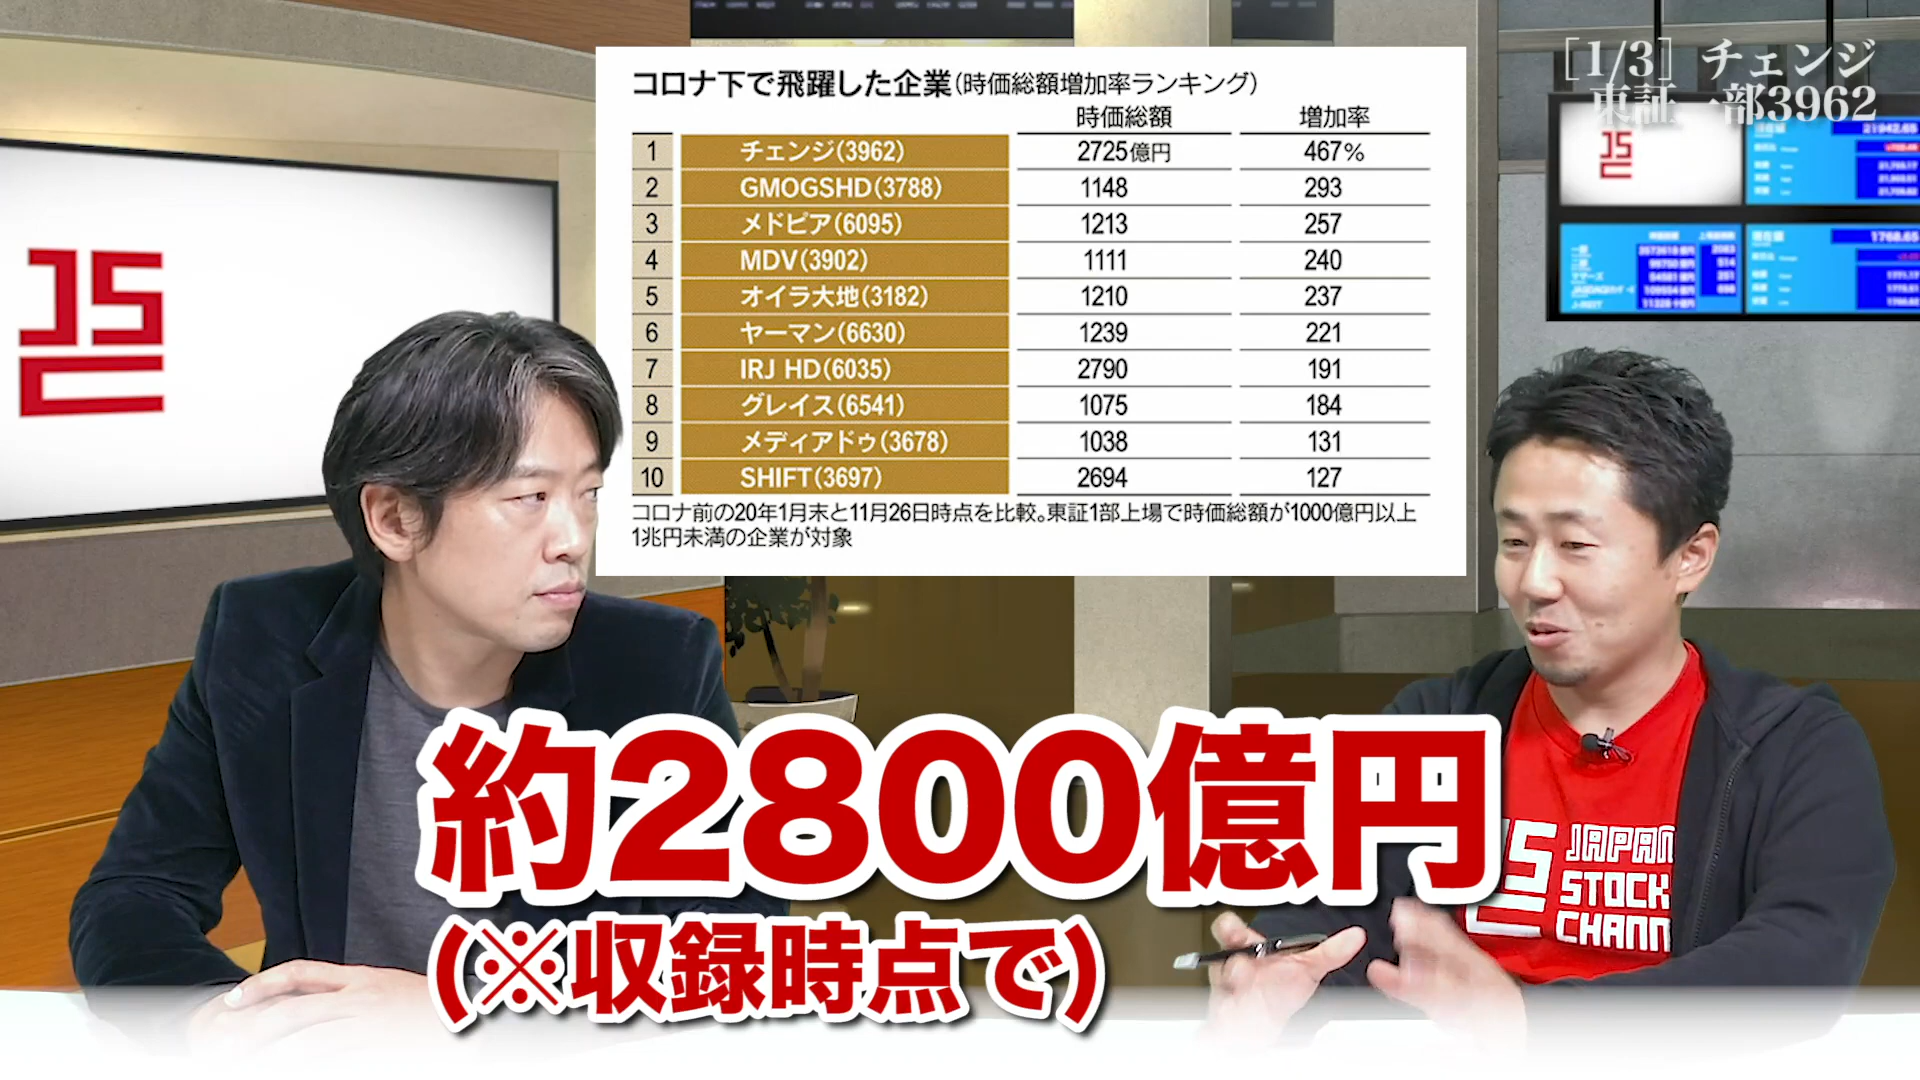 コロナ下で飛躍した企業(時価総額増加率ランキング)
時価総額 増加率
1 チェンジ(3962) 2725億円 467%
2 GMOGSHD(3788) 1148 293
3 メドピア(6095) 1213 257
4 MDV(3902) 1111 240
5 オイラ大地(3182) 1210 237
6 ヤーマン(6630) 1239 221
7 IRJ HD(6035) 2790 191
8 グレイス(6541) 1075 184
9 メディアドゥ(3678) 1038 131
10 SHIFT(3697) 2694 127
コロナ前の20年1月末と11月26日時点を比較。東証1部上場で時価総額が1000億円以上
1兆円未満の企業が対象
[1/3] チェンジ
東証一部3962
約2800億円
(※収録時点で)
JAPAN
STOCK
CHANN